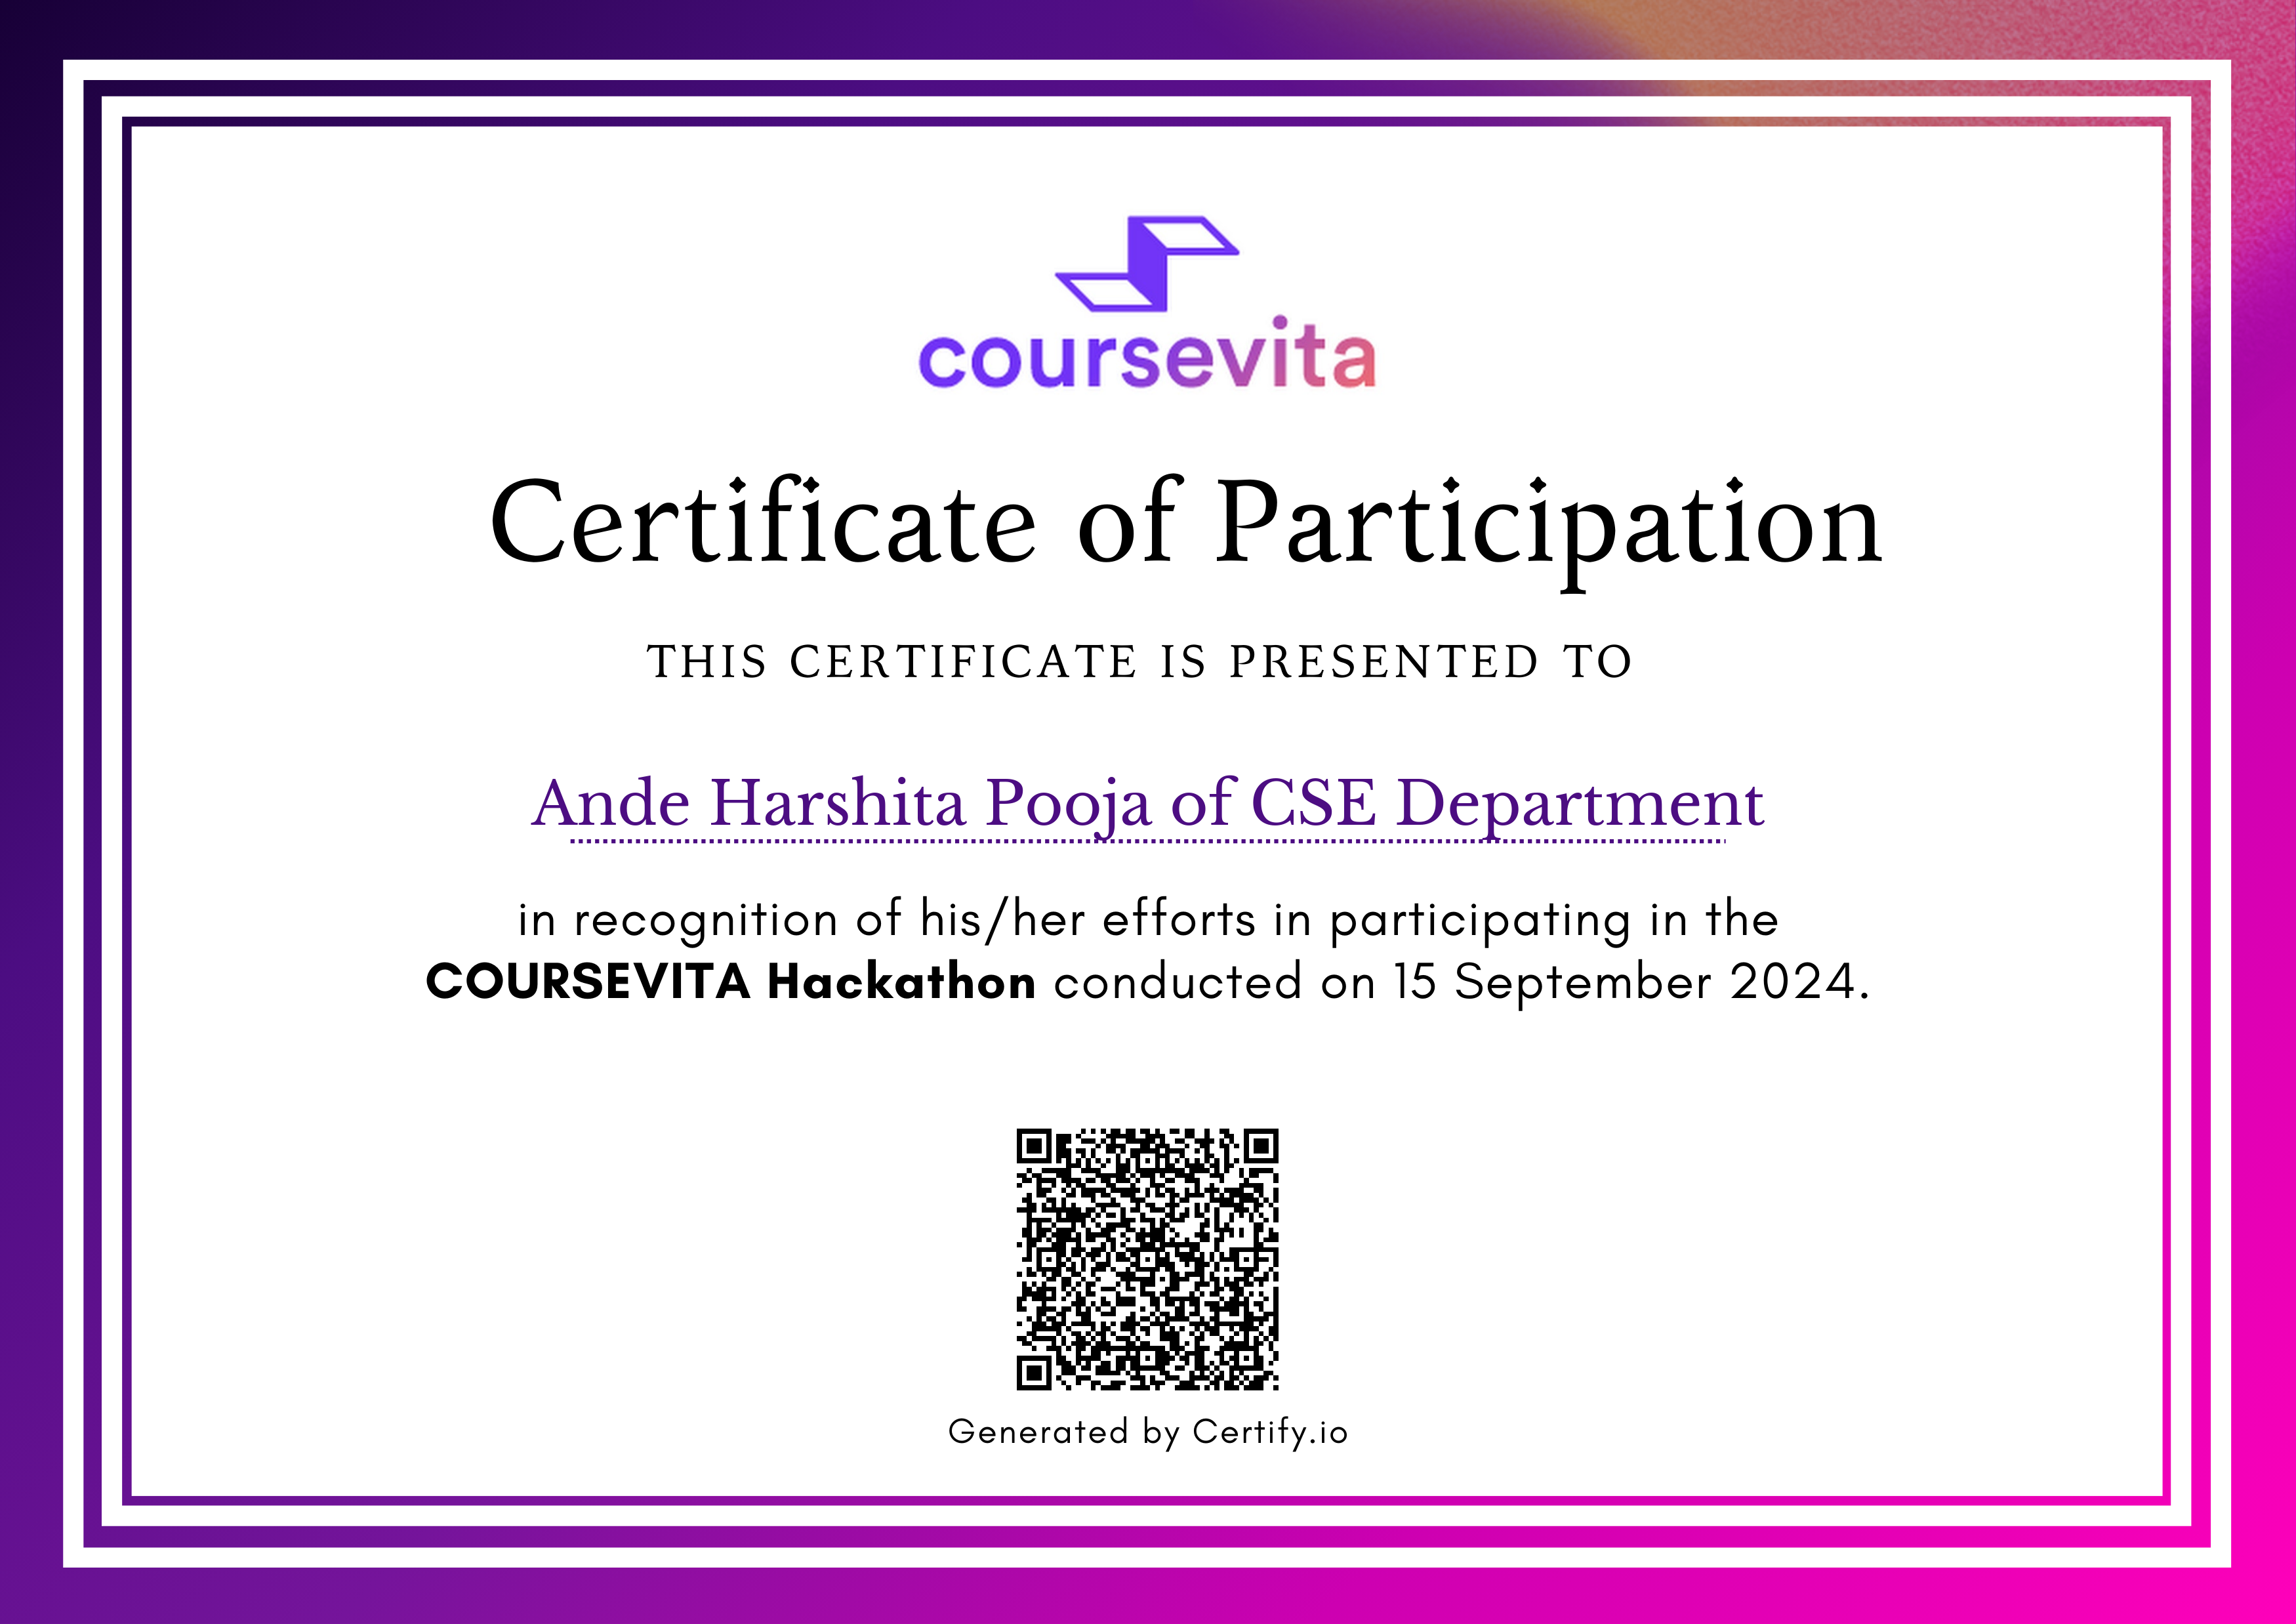 coursevita
Certificate of Participation
THIS CERTIFICATE IS PRESENTED TO
Ande Harshita Pooja of CSE Department
in recognition of his/her efforts in participating in the
COURSEVITA Hackathon conducted on 15 September 2024.
Generated by Certify.io